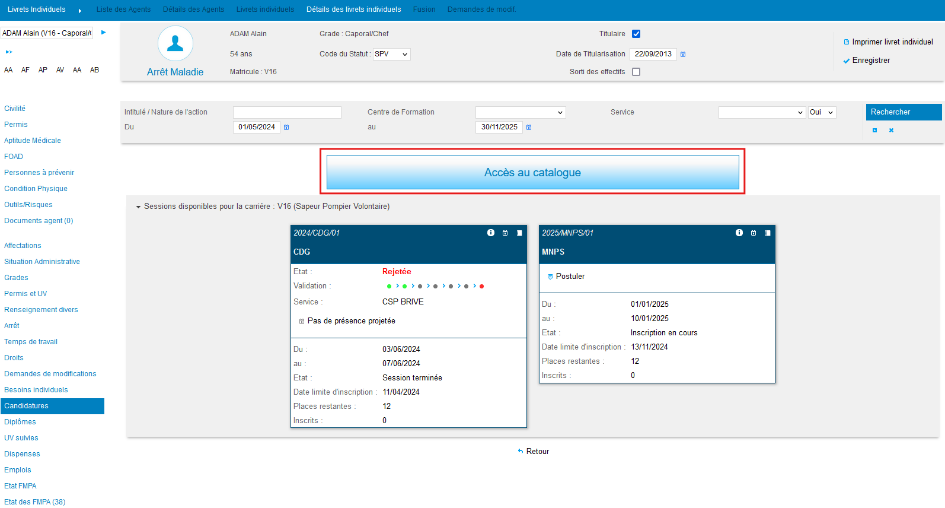 Livrets Individuels
Liste des Agents
Détails des Agents
Livrets individuels
Détails des livrets individuels
Fusion
Demandes de modif.
ADAM Alain (V16 - Caporal/C
AA AF AP AV AA AB
Arrêt Maladie
ADAM Alain
54 ans
Matricule : V16
Grade : Caporal/Chef
Code du Statut : SPV
Titulaire
Date de Titularisation 22/09/2013
Sorti des effectifs
Imprimer livret individuel
Enregistrer
Civilité
Permis
Aptitude Médicale
FOAD
Personnes à prévenir
Condition Physique
Outils/Risques
Documents agent (0)
Affectations
Situation Administrative
Grades
Permis et UV
Renseignement divers
Arrêt
Temps de travail
Droits
Demandes de modifications
Besoins individuels
Candidatures
Diplômes
UV suivies
Dispenses
Emplois
Etat FMPA
Etat des FMPA (38)
Intitulé / Nature de l'action
Centre de Formation
Service
Oui
Rechercher
Du 01/05/2024
au 30/11/2025
Accès au catalogue
Sessions disponibles pour la carrière : V16 (Sapeur Pompier Volontaire)
2024/CDG/01
CDG
Etat : Rejetée
Validation :
Service : CSP BRIVE
Pas de présence projetée
Du : 03/06/2024
au : 07/06/2024
Etat : Session terminée
Date limite d'inscription : 11/04/2024
Places restantes : 12
Inscrits : 0
2025/MNPS/01
MNPS
Postuler
Du : 01/01/2025
au : 10/01/2025
Etat : Inscription en cours
Date limite d'inscription : 13/11/2024
Places restantes : 12
Inscrits : 0
Retour